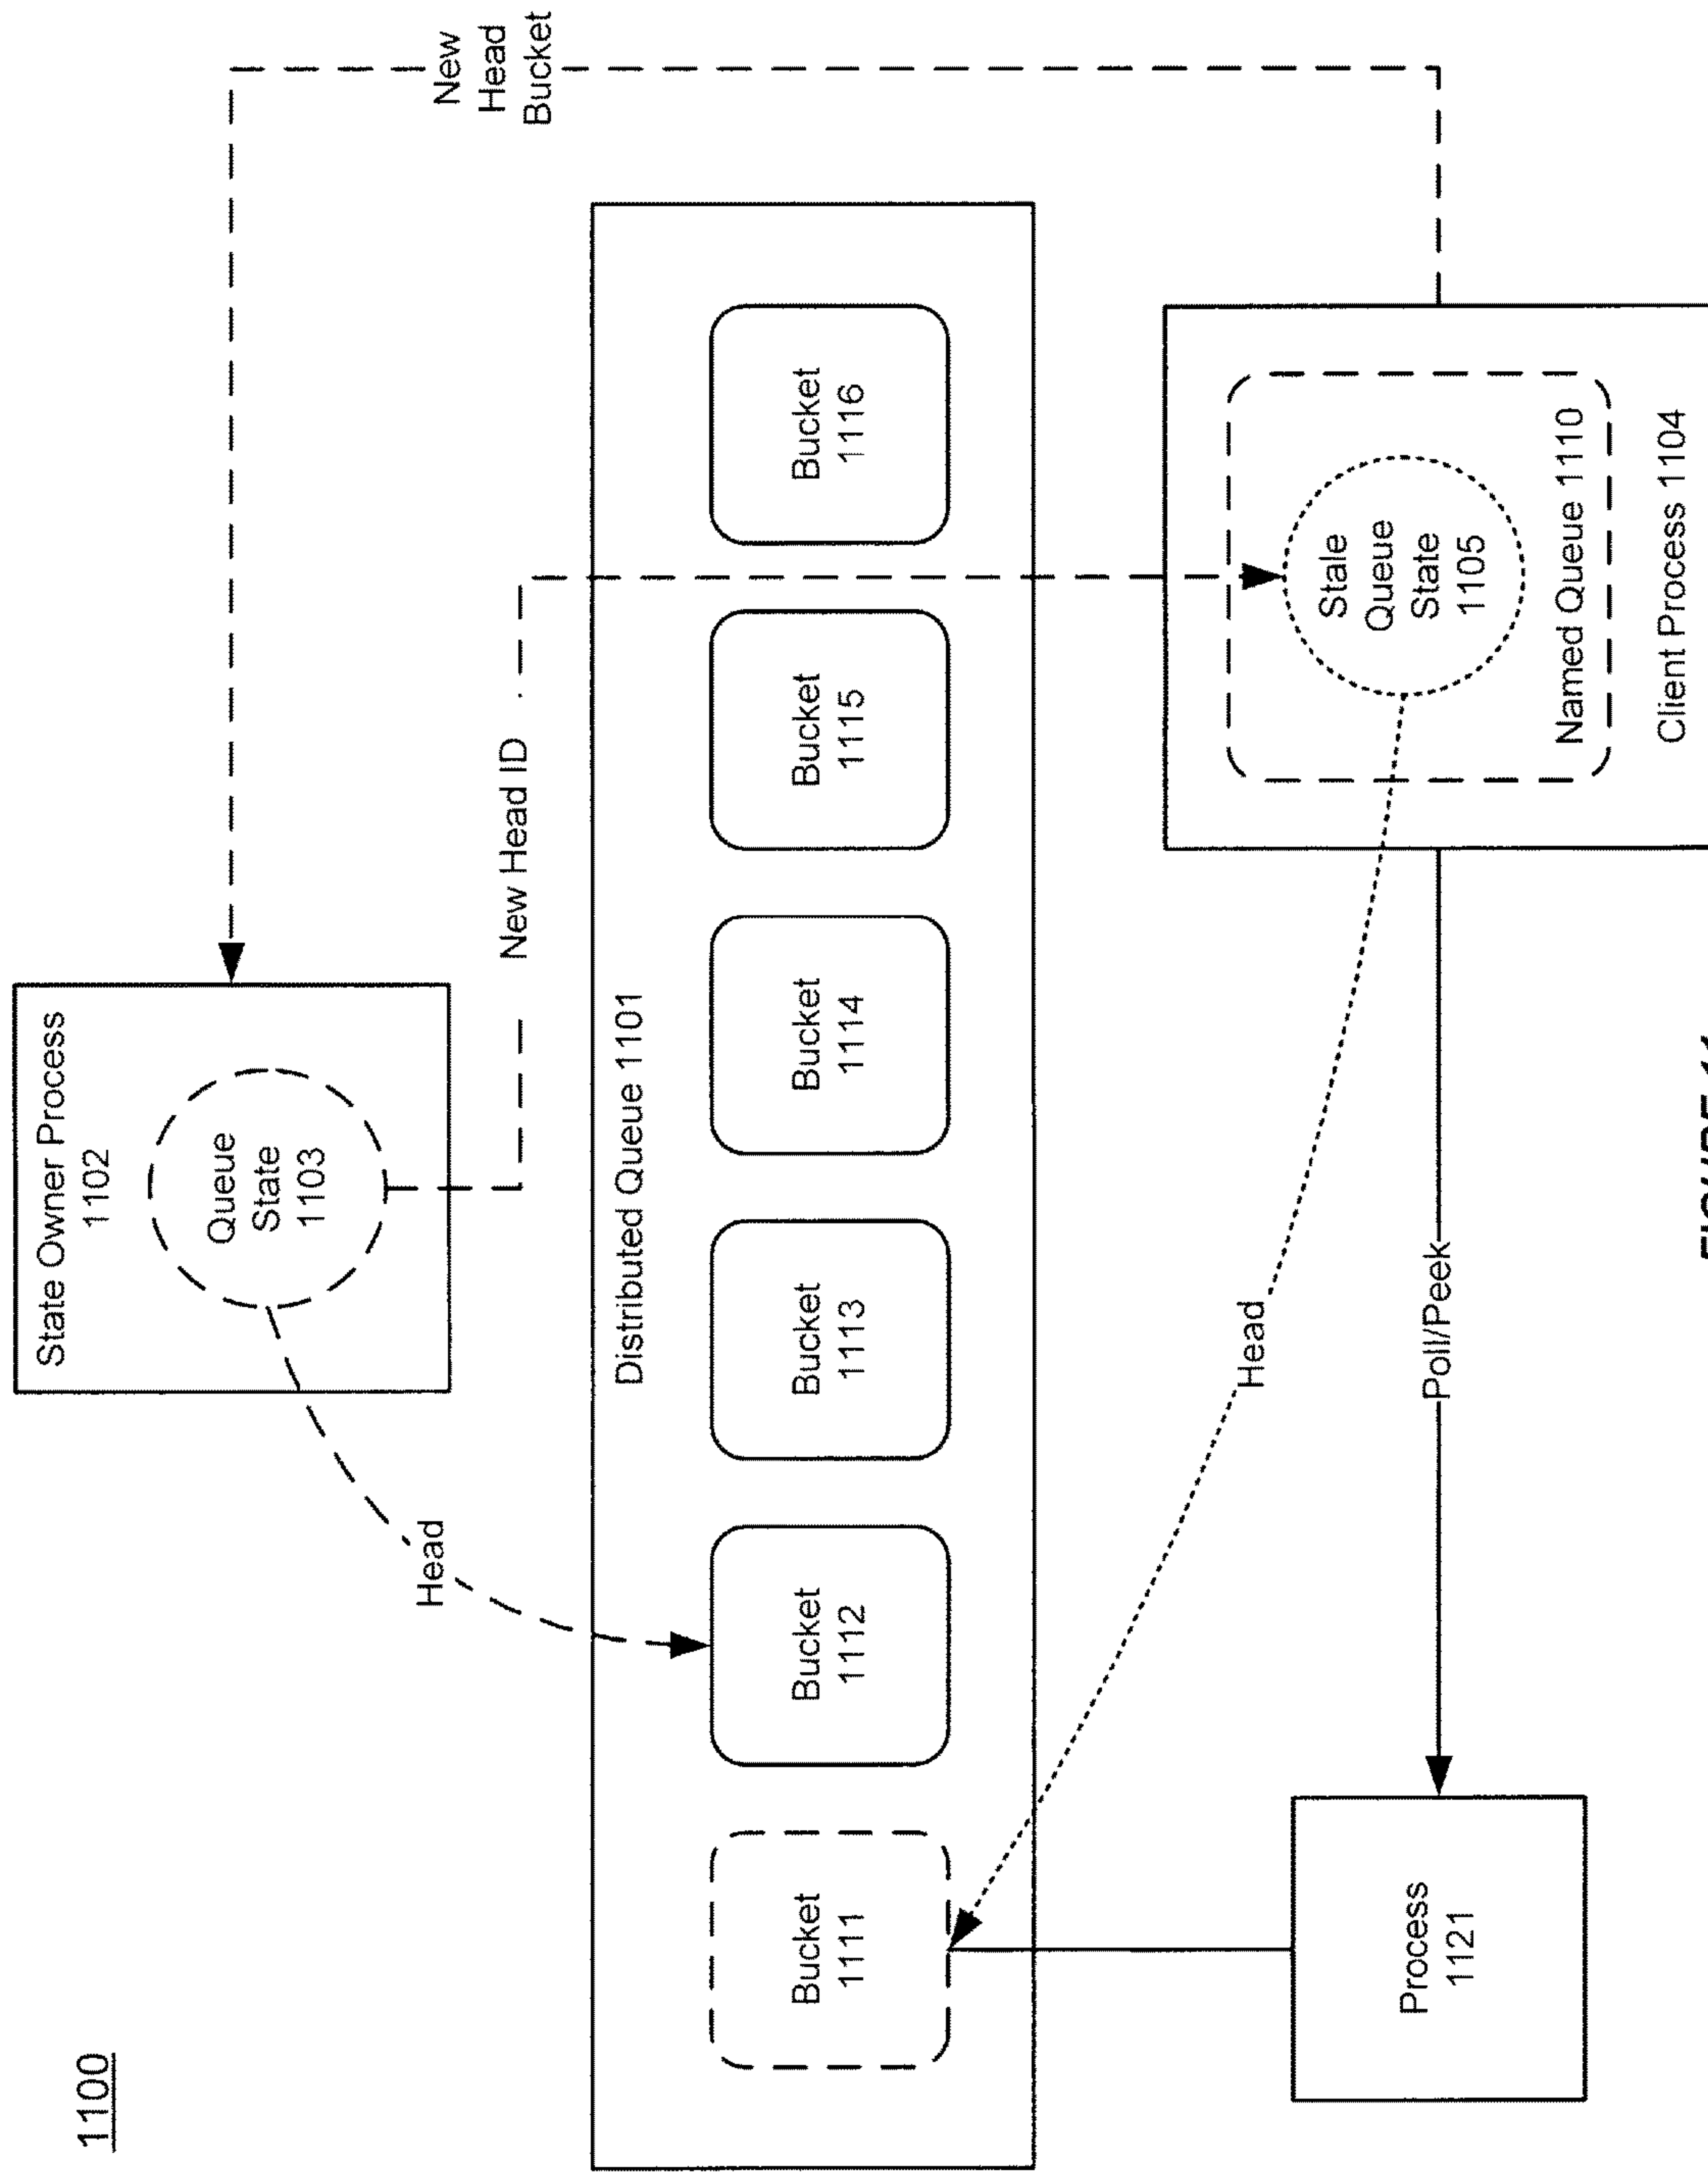 1100
State Owner Process
1102
Queue
State
1103
New
Head
Bucket
Head
New Head ID
Distributed Queue 1101
Bucket
1111
Bucket
1112
Bucket
1113
Bucket
1114
Bucket
1115
Bucket
1116
Head
Stale
Queue
State
1105
Named Queue 1110
Client Process 1104
Process
1121
Poll/Peek
FIGURE 11